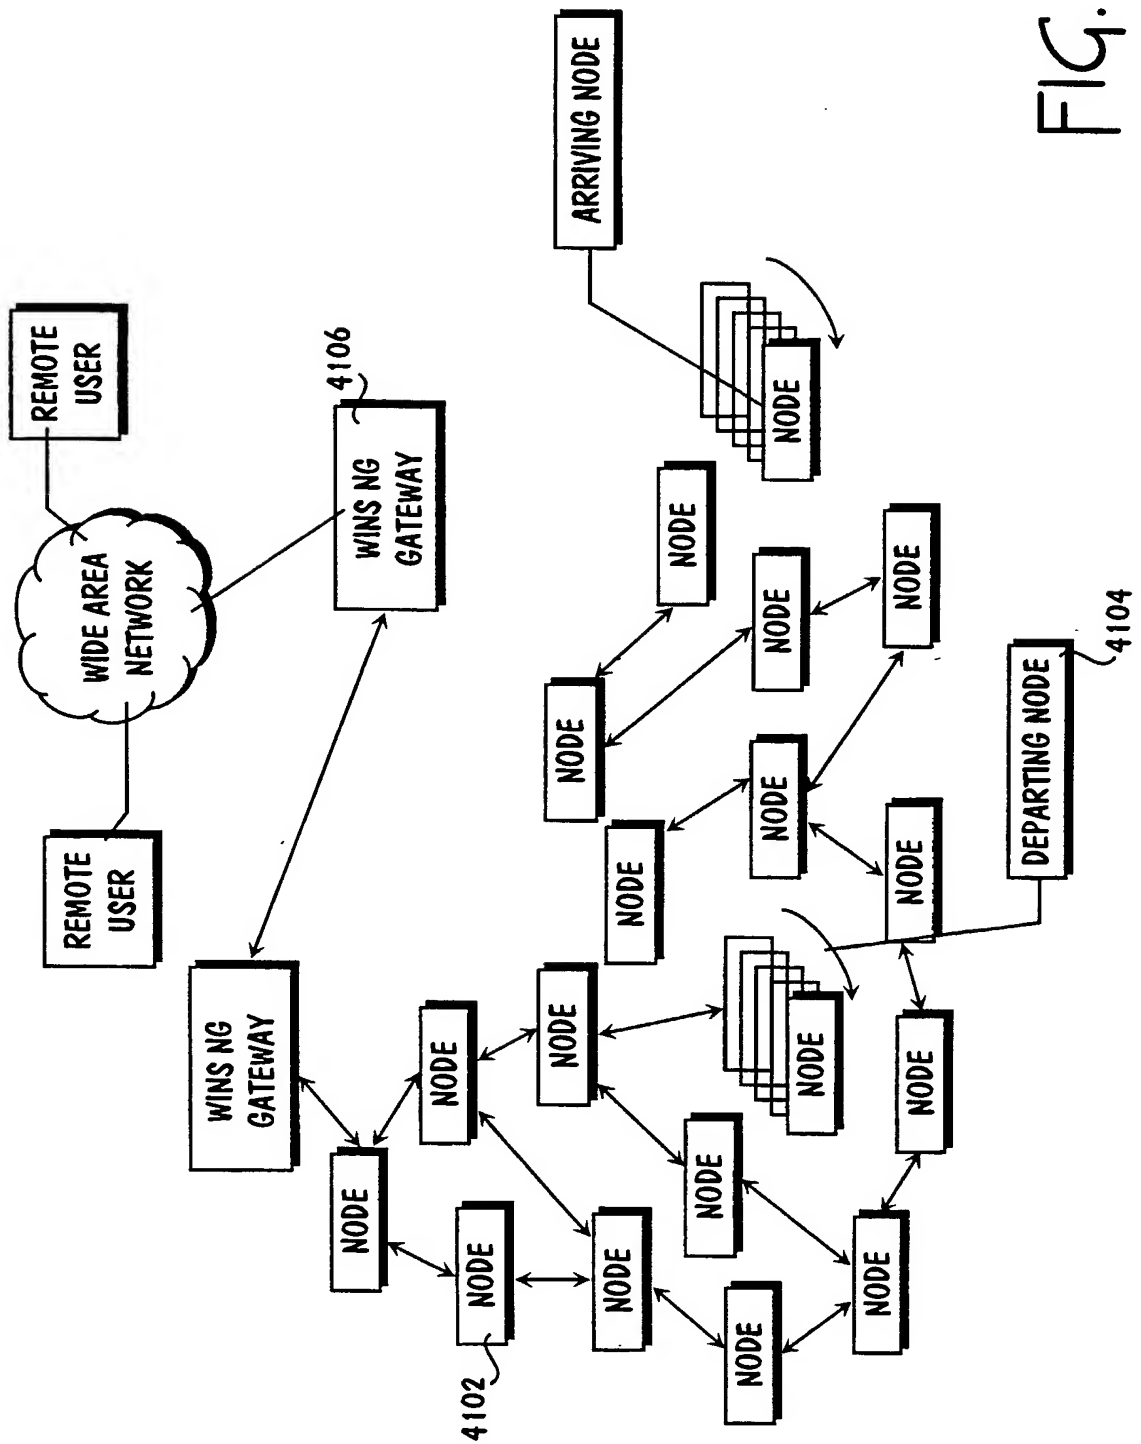 REMOTE
USER
WIDE AREA
NETWORK
REMOTE
USER
WINS NG
GATEWAY
WINS NG
GATEWAY
4106
NODE
NODE
4102
NODE
NODE
NODE
ARRIVING NODE
NODE
NODE
NODE
NODE
NODE
NODE
NODE
NODE
NODE
NODE
NODE
NODE
NODE
DEPARTING NODE
4104
FIG.